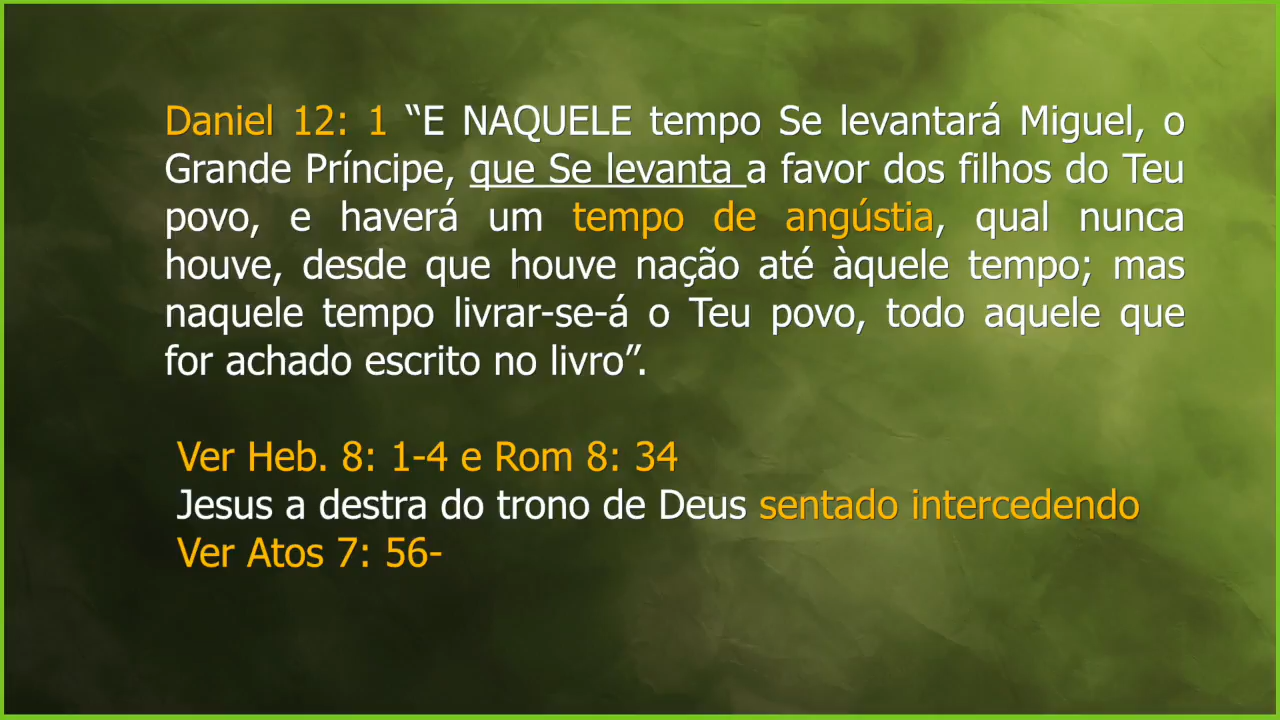 Daniel 12: 1 “E NAQUELE tempo Se levantará Miguel, o
Grande Príncipe, que Se levanta a favor dos filhos do Teu
povo, e haverá um tempo de angústia, qual nunca
houve, desde que houve nação até àquele tempo; mas
naquele tempo livrar-se-á o Teu povo, todo aquele que
for achado escrito no livro”.
Ver Heb. 8: 1-4 e Rom 8: 34
Jesus a destra do trono de Deus sentado intercedendo
Ver Atos 7: 56-